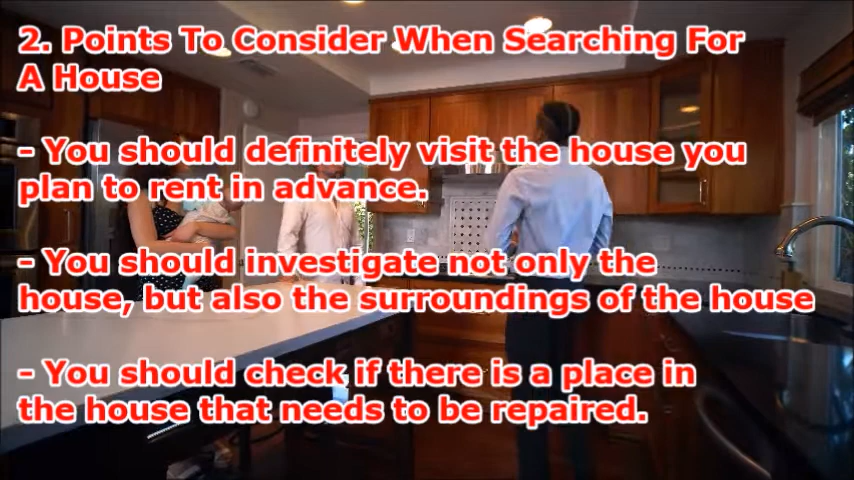 2. Points To Consider When Searching For
A House
- You should definitely visit the house you
plan to rent in advance.
- You should investigate not only the
house, but also the surroundings of the house
- You should check if there is a place in
the house that needs to be repaired.